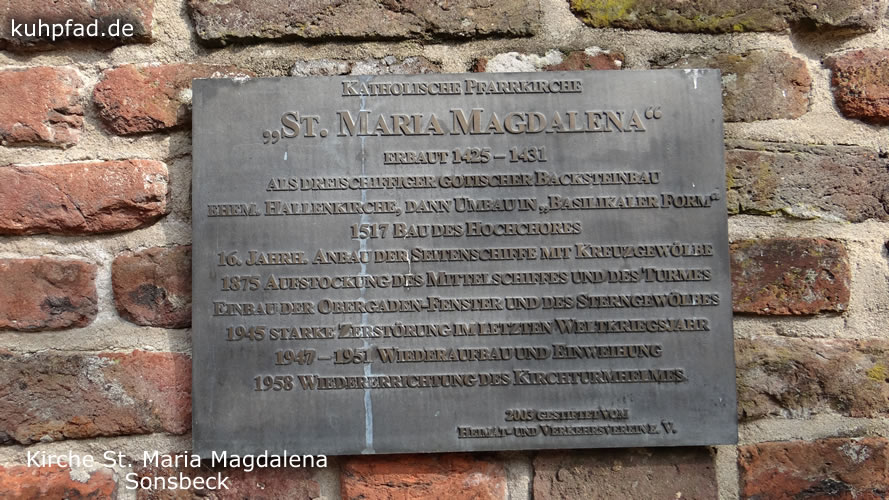 kuhpfad.de
Katholische Pfarrkirche
„St. Maria Magdalena“
erbaut 1425 – 1431
als dreischiffiger gotischer Backsteinbau
ehem. Hallenkirche, dann Umbau in „Basilikaler Form“
1517 Bau des Hochchores
16. Jahrh. Anbau der Seitenschiffe mit Kreuzgewölbe
1875 Aufstockung des Mittelschiffes und des Turmes
Einbau der Obergaden-Fenster und des Sterngewölbes
1945 starke Zerstörung im letzten Weltkriegsjahr
1947 – 1951 Wiederaufbau und Einweihung
1958 Wiedererrichtung des Kirchturmhelmes.
2003 gestiftet vom
Heimat- und Verkehrsverein e. V.
Kirche St. Maria Magdalena
Sonsbeck